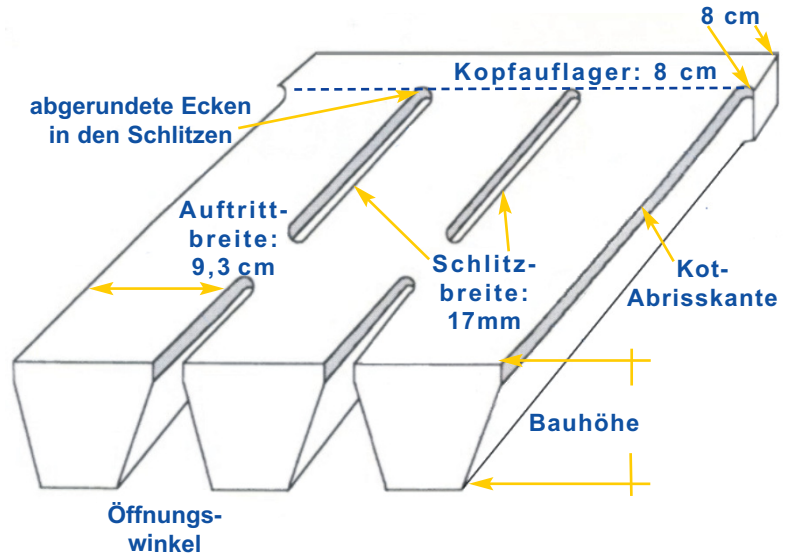 8 cm
Kopfauflager: 8 cm
abgerundete Ecken
in den Schlitzen
Auftritt-
breite:
9,3 cm
Schlitz-
breite:
17mm
Kot-
Abrisskante
Bauhöhe
Öffnungs-
winkel